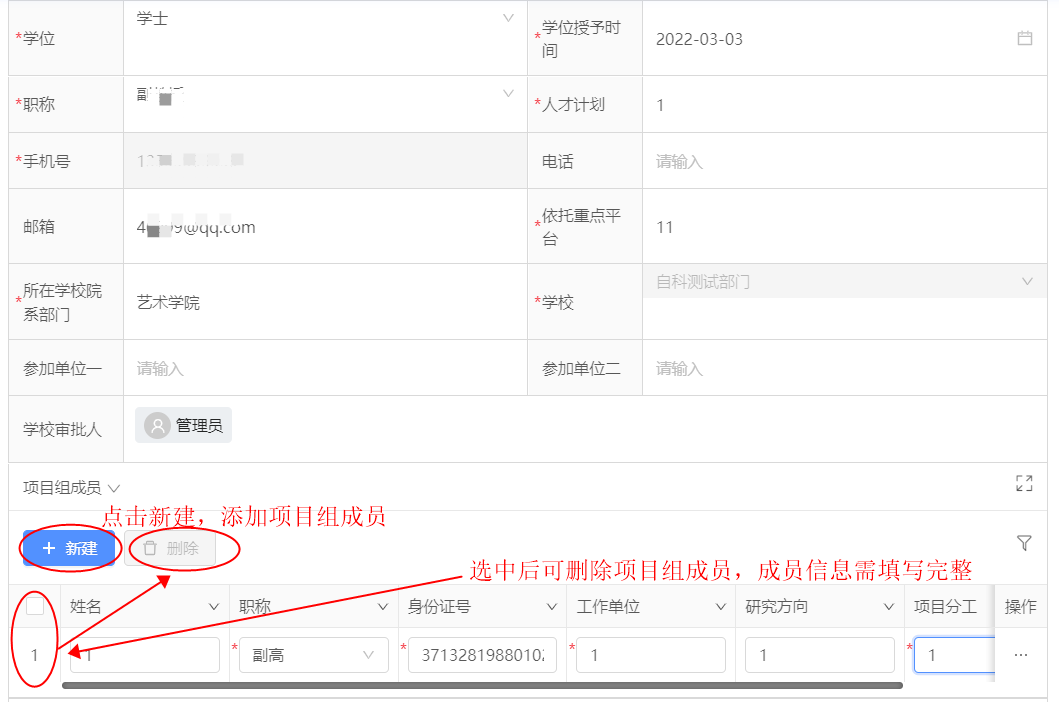 *学位
学士
*学位授予时
间
2022-03-03
*职称
*人才计划
1
*手机号
电话
请输入
邮箱
9@qq.com
*依托重点平
台
11
*所在学校院
系部门
艺术学院
*学校
自科测试部门
参加单位一
请输入
参加单位二
请输入
学校审批人
管理员
项目组成员
点击新建，添加项目组成员
+ 新建
删除
选中后可删除项目组成员，成员信息需填写完整
姓名 职称 身份证号 工作单位 研究方向 项目分工 操作
1 1 * 副高 * 37132819880102 * 1 1 * 1 ...